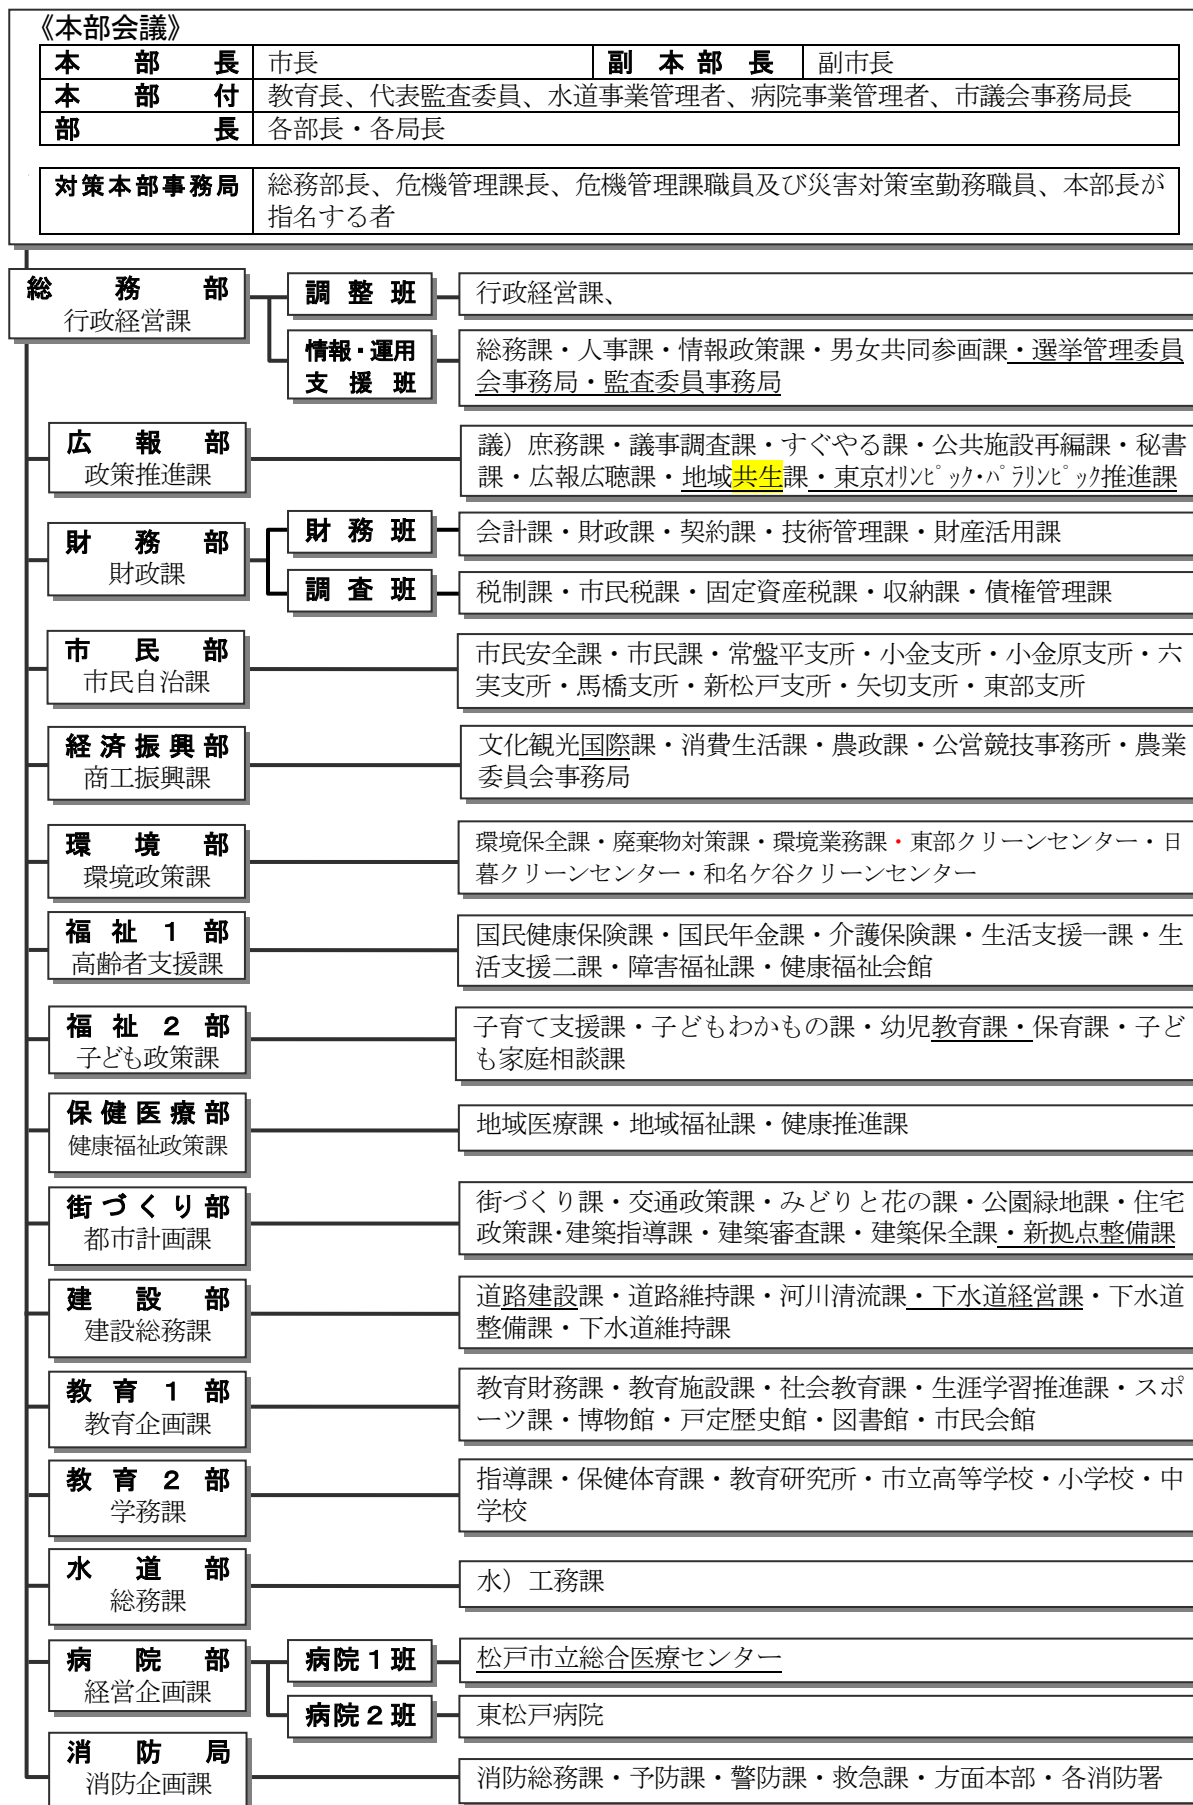 《本部会議》
本部長 市長 副本部長 副市長
本部付 教育長、代表監査委員、水道事業管理者、病院事業管理者、市議会事務局長
部長 各部長・各局長
対策本部事務局 総務部長、危機管理課長、危機管理課職員及び災害対策室勤務職員、本部長が
指名する者
総務部
行政経営課
調整班
行政経営課、
情報・運用
支援班
総務課・人事課・情報政策課・男女共同参画課・選挙管理委員
会事務局・監査委員事務局
広報部
政策推進課
議）庶務課・議事調査課・すぐやる課・公共施設再編課・秘書
課・広報広聴課・地域共生課・東京ｵﾘﾝﾋﾟｯｸ・ﾊﾟﾗﾘﾝﾋﾟｯｸ推進課
財務部
財政課
財務班
会計課・財政課・契約課・技術管理課・財産活用課
調査班
税制課・市民税課・固定資産税課・収納課・債権管理課
市民部
市民自治課
市民安全課・市民課・常盤平支所・小金支所・小金原支所・六
実支所・馬橋支所・新松戸支所・矢切支所・東部支所
経済振興部
商工振興課
文化観光国際課・消費生活課・農政課・公営競技事務所・農業
委員会事務局
環境部
環境政策課
環境保全課・廃棄物対策課・環境業務課・東部クリーンセンター・日
暮クリーンセンター・和名ケ谷クリーンセンター
福祉１部
高齢者支援課
国民健康保険課・国民年金課・介護保険課・生活支援一課・生
活支援二課・障害福祉課・健康福祉会館
福祉２部
子ども政策課
子育て支援課・子どもわかもの課・幼児教育課・保育課・子ど
も家庭相談課
保健医療部
健康福祉政策課
地域医療課・地域福祉課・健康推進課
街づくり部
都市計画課
街づくり課・交通政策課・みどりと花の課・公園緑地課・住宅
政策課・建築指導課・建築審査課・建築保全課・新拠点整備課
建設部
建設総務課
道路建設課・道路維持課・河川清流課・下水道経営課・下水道
整備課・下水道維持課
教育１部
教育企画課
教育財務課・教育施設課・社会教育課・生涯学習推進課・スポ
ーツ課・博物館・戸定歴史館・図書館・市民会館
教育２部
学務課
指導課・保健体育課・教育研究所・市立高等学校・小学校・中
学校
水道部
総務課
水）工務課
病院部
経営企画課
病院１班
松戸市立総合医療センター
病院２班
東松戸病院
消防局
消防企画課
消防総務課・予防課・警防課・救急課・方面本部・各消防署